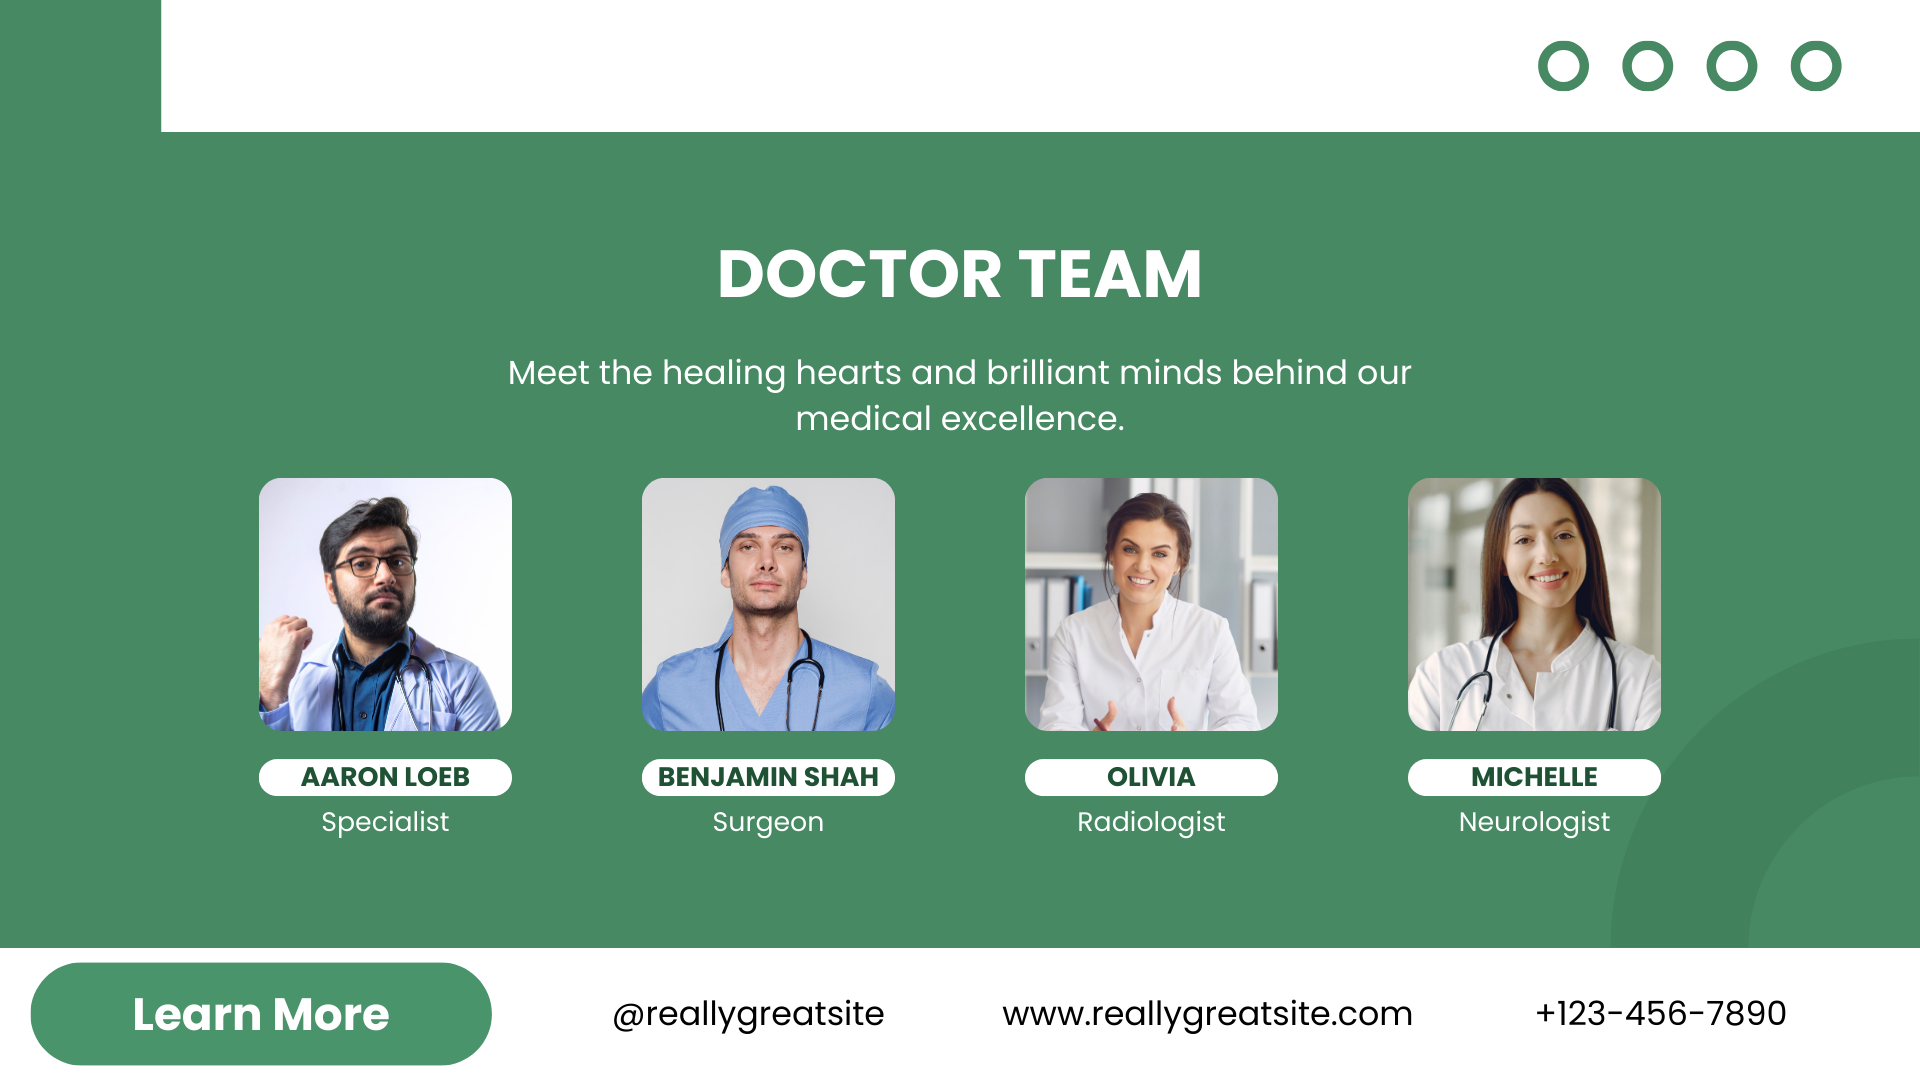 DOCTOR TEAM
Meet the healing hearts and brilliant minds behind our
medical excellence.
AARON LOEB
Specialist
BENJAMIN SHAH
Surgeon
OLIVIA
Radiologist
MICHELLE
Neurologist
Learn More
@reallygreatsite
www.reallygreatsite.com
+123-456-7890